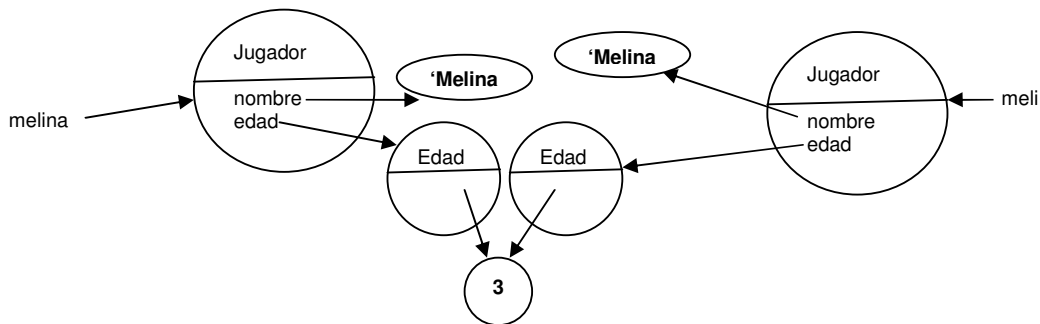 Jugador
nombre
edad
melina
‘Melina
‘Melina
Jugador
nombre
edad
meli
Edad
Edad
3